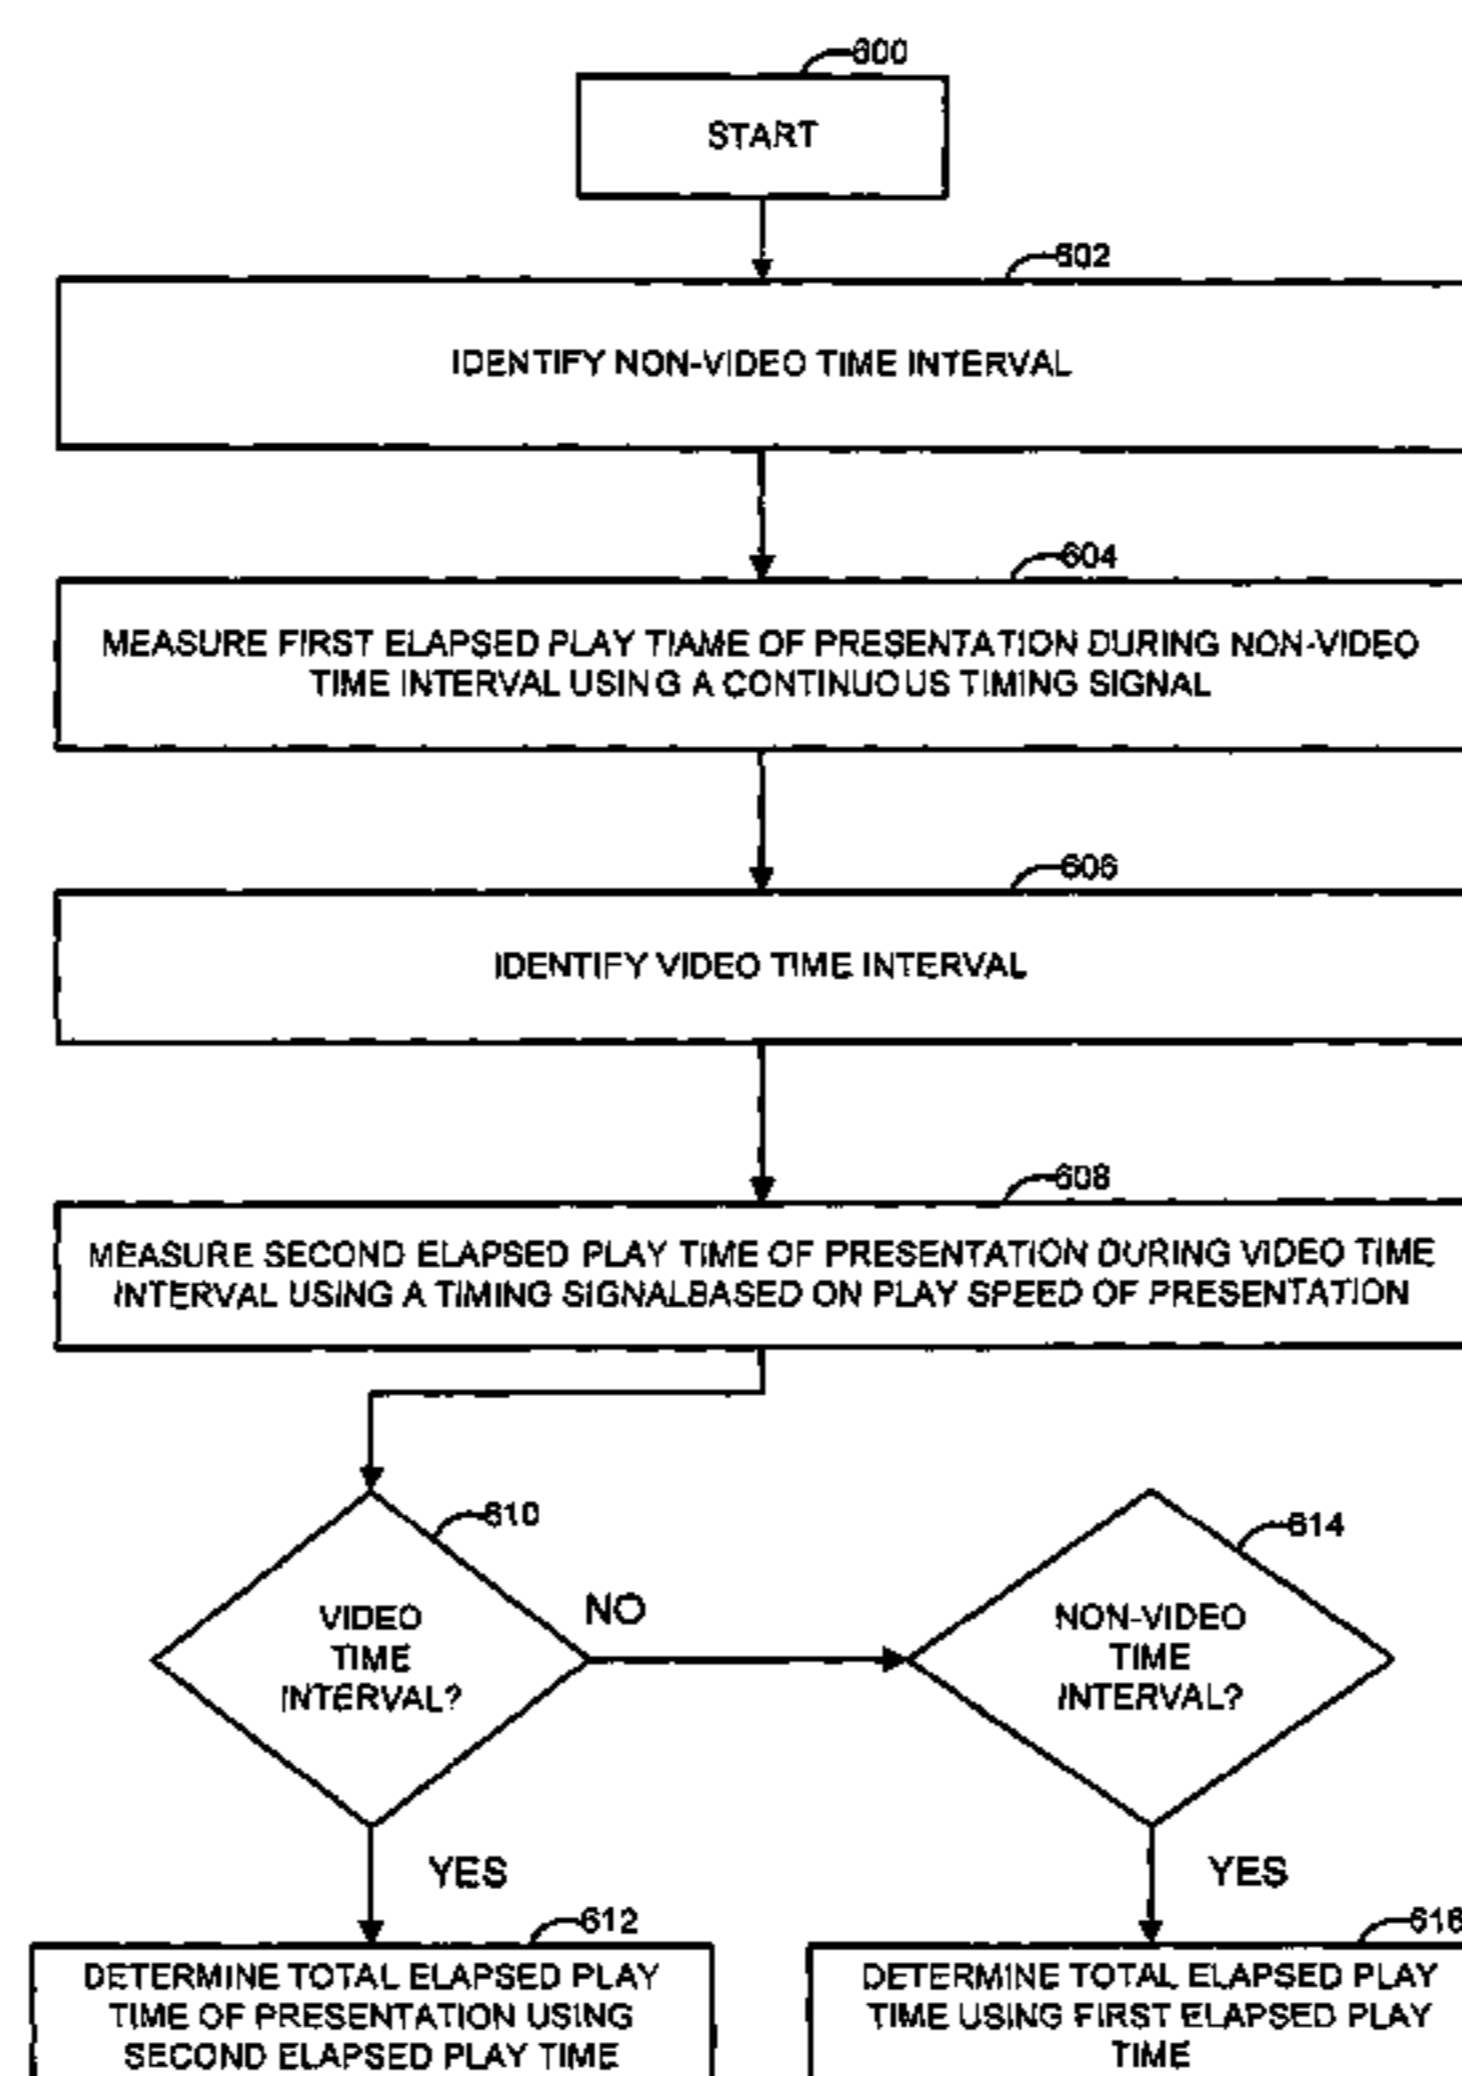 600
START
602
IDENTIFY NON-VIDEO TIME INTERVAL
604
MEASURE FIRST ELAPSED PLAY TIAME OF PRESENTATION DURING NON-VIDEO
TIME INTERVAL USING A CONTINUOUS TIMING SIGNAL
606
IDENTIFY VIDEO TIME INTERVAL
608
MEASURE SECOND ELAPSED PLAY TIME OF PRESENTATION DURING VIDEO TIME
INTERVAL USING A TIMING SIGNALBASED ON PLAY SPEED OF PRESENTATION
610
VIDEO
TIME
INTERVAL?
NO
614
NON-VIDEO
TIME
INTERVAL?
YES
YES
612
DETERMINE TOTAL ELAPSED PLAY
TIME OF PRESENTATION USING
SECOND ELAPSED PLAY TIME
616
DETERMINE TOTAL ELAPSED PLAY
TIME USING FIRST ELAPSED PLAY
TIME